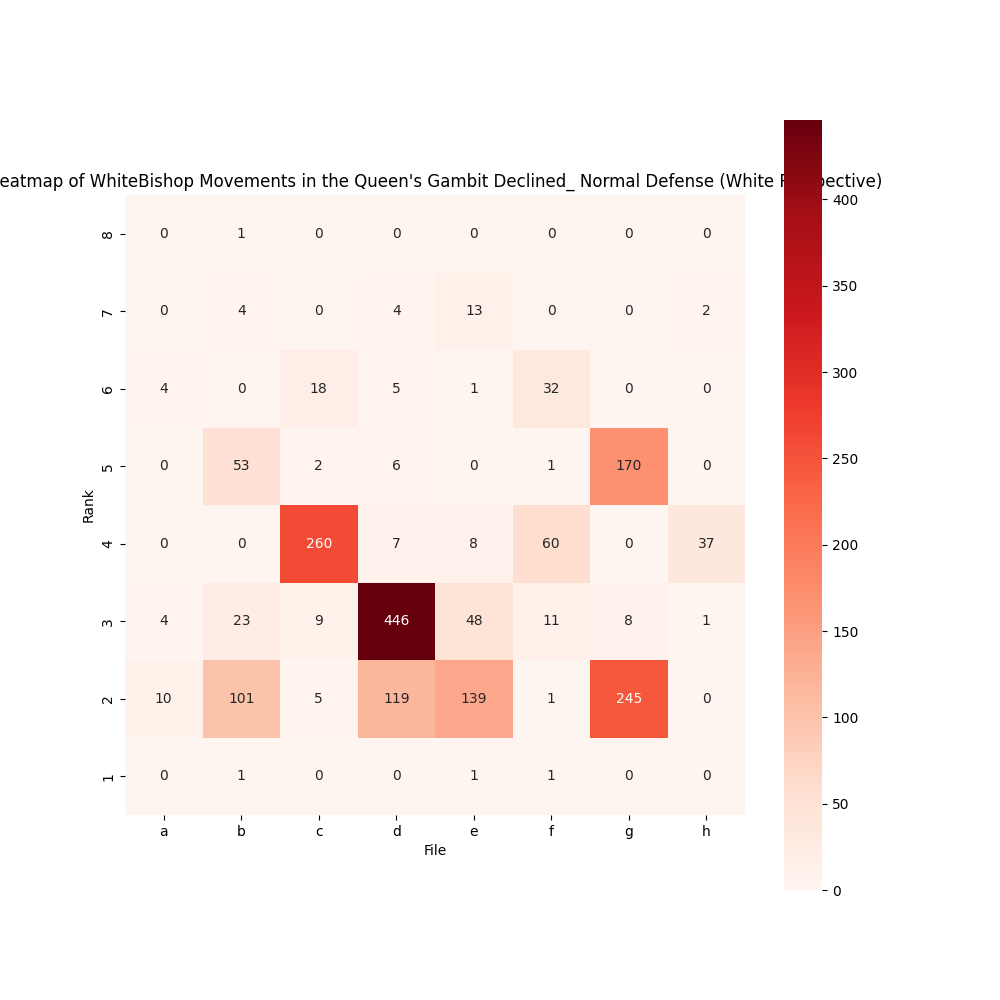 eatmap of WhiteBishop Movements in the Queen's Gambit Declined_ Normal Defense (White
8 0 1 0 0 0 0 0 0
7 0 4 0 4 13 0 0 2
6 4 0 18 5 1 32 0 0
5 0 53 2 6 0 1 170 0
4 0 0 260 7 8 60 0 37
3 4 23 9 446 48 11 8 1
2 10 101 5 119 139 1 245 0
1 0 1 0 0 1 1 0 0
a b c d e f g h
File
Rank
400
350
300
250
200
150
100
50
0